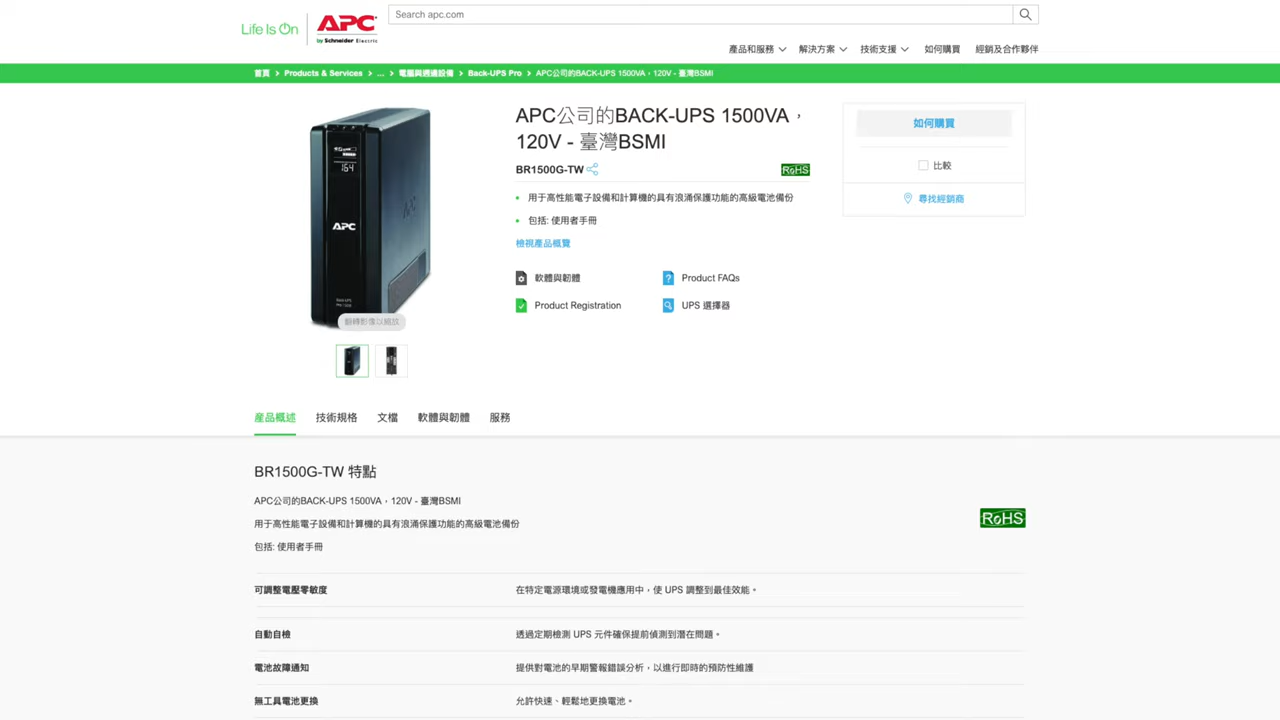 Life Is On
APC
by Schneider Electric
Search apc.com
產品和服務
解決方案
技術支援
如何購買
經銷及合作夥伴
首頁 > Products & Services > ... > 電腦與週邊設備 > Back-UPS Pro > APC公司的BACK-UPS 1500VA，120V - 臺灣BSMI
164
APC
APC
翻轉影像以縮放
APC公司的BACK-UPS 1500VA，
120V - 臺灣BSMI
BR1500G-TW
RoHS
用于高性能電子設備和計算機的具有浪涌保護功能的高級電池備份
包括: 使用者手冊
檢視產品概覽
軟體與韌體
Product FAQs
Product Registration
UPS 選擇器
如何購買
比較
尋找經銷商
產品概述
技術規格
文檔
軟體與韌體
服務
BR1500G-TW 特點
APC公司的BACK-UPS 1500VA，120V - 臺灣BSMI
用于高性能電子設備和計算機的具有浪涌保護功能的高級電池備份
包括: 使用者手冊
RoHS
可調整電壓零敏度
在特定電源環境或發電機應用中，使 UPS 調整到最佳效能。
自動自檢
透過定期檢測 UPS 元件確保提前偵測到潛在問題。
電池故障通知
提供對電池的早期警報錯誤分析，以進行即時的預防性維護
無工具電池更換
允許快速、輕鬆地更換電池。